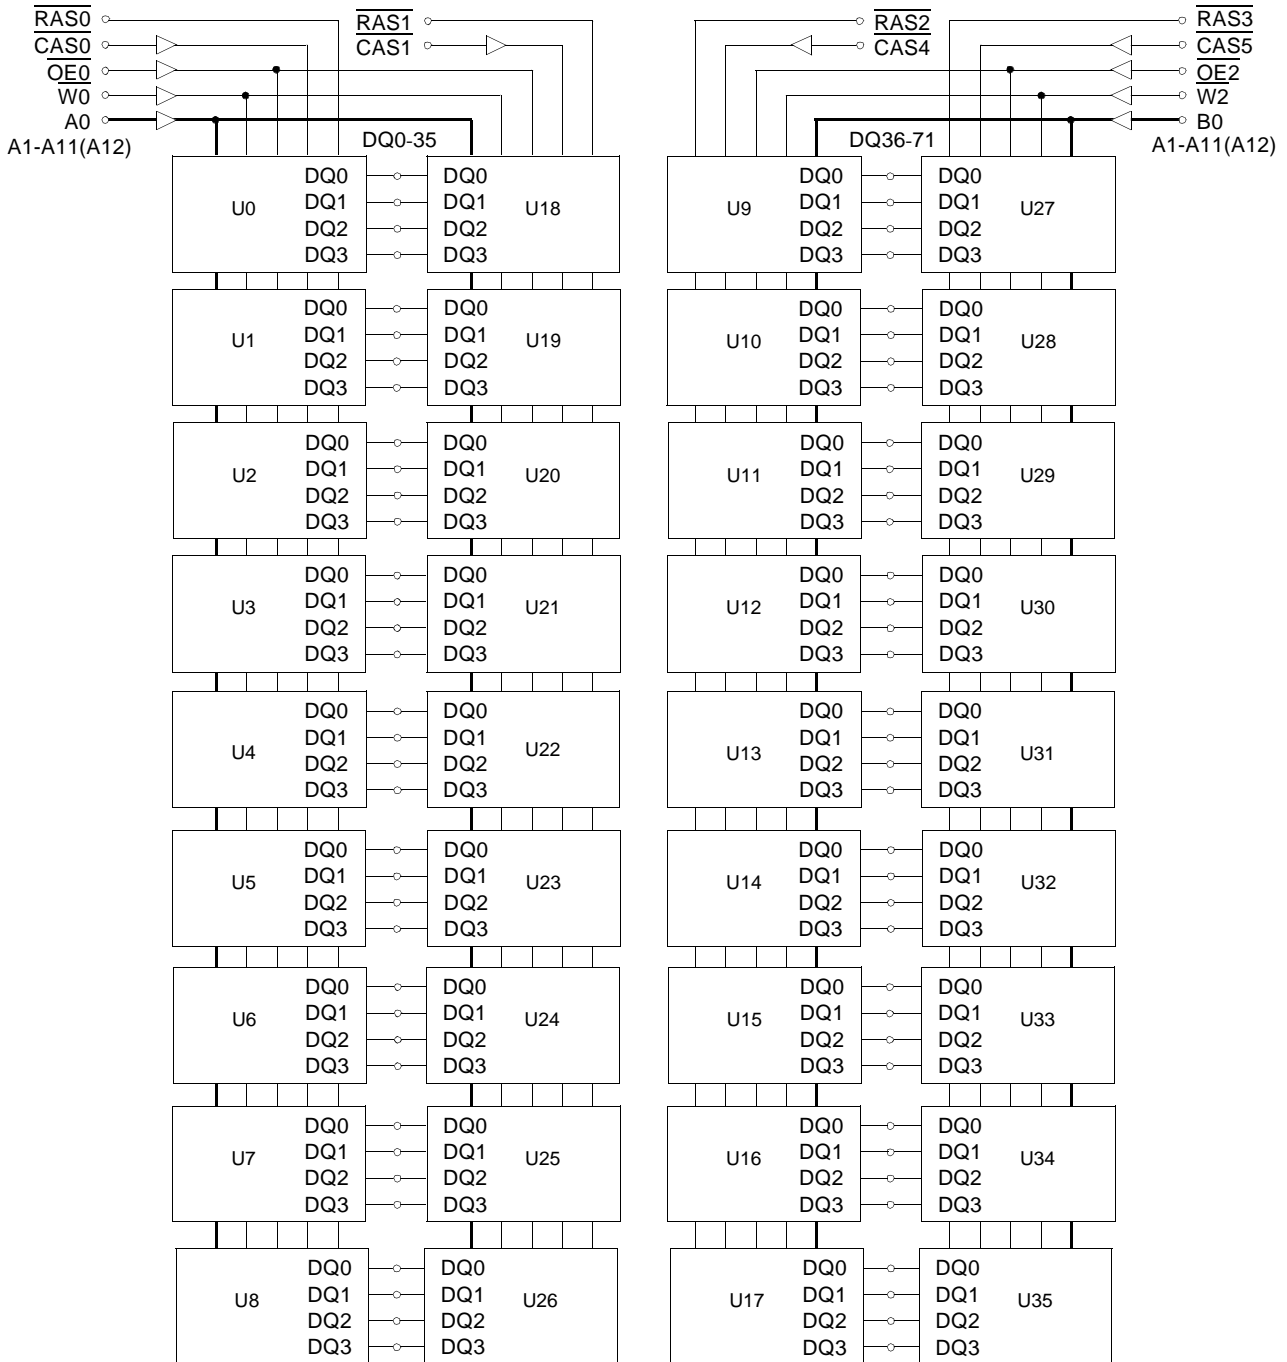 RAS0 RAS1 RAS2 RAS3
CAS0 CAS1 CAS4 CAS5
OE0 OE2
W0 W2
A0 B0
A1-A11(A12) DQ0-35 DQ36-71 A1-A11(A12)
DQ0 DQ0 DQ0 DQ0
DQ1 DQ1 DQ1 DQ1
U0 U18 U9 U27
DQ2 DQ2 DQ2 DQ2
DQ3 DQ3 DQ3 DQ3
DQ0 DQ0 DQ0 DQ0
DQ1 DQ1 DQ1 DQ1
U1 U19 U10 U28
DQ2 DQ2 DQ2 DQ2
DQ3 DQ3 DQ3 DQ3
DQ0 DQ0 DQ0 DQ0
DQ1 DQ1 DQ1 DQ1
U2 U20 U11 U29
DQ2 DQ2 DQ2 DQ2
DQ3 DQ3 DQ3 DQ3
DQ0 DQ0 DQ0 DQ0
DQ1 DQ1 DQ1 DQ1
U3 U21 U12 U30
DQ2 DQ2 DQ2 DQ2
DQ3 DQ3 DQ3 DQ3
DQ0 DQ0 DQ0 DQ0
DQ1 DQ1 DQ1 DQ1
U4 U22 U13 U31
DQ2 DQ2 DQ2 DQ2
DQ3 DQ3 DQ3 DQ3
DQ0 DQ0 DQ0 DQ0
DQ1 DQ1 DQ1 DQ1
U5 U23 U14 U32
DQ2 DQ2 DQ2 DQ2
DQ3 DQ3 DQ3 DQ3
DQ0 DQ0 DQ0 DQ0
DQ1 DQ1 DQ1 DQ1
U6 U24 U15 U33
DQ2 DQ2 DQ2 DQ2
DQ3 DQ3 DQ3 DQ3
DQ0 DQ0 DQ0 DQ0
DQ1 DQ1 DQ1 DQ1
U7 U25 U16 U34
DQ2 DQ2 DQ2 DQ2
DQ3 DQ3 DQ3 DQ3
DQ0 DQ0 DQ0 DQ0
DQ1 DQ1 DQ1 DQ1
U8 U26 U17 U35
DQ2 DQ2 DQ2 DQ2
DQ3 DQ3 DQ3 DQ3